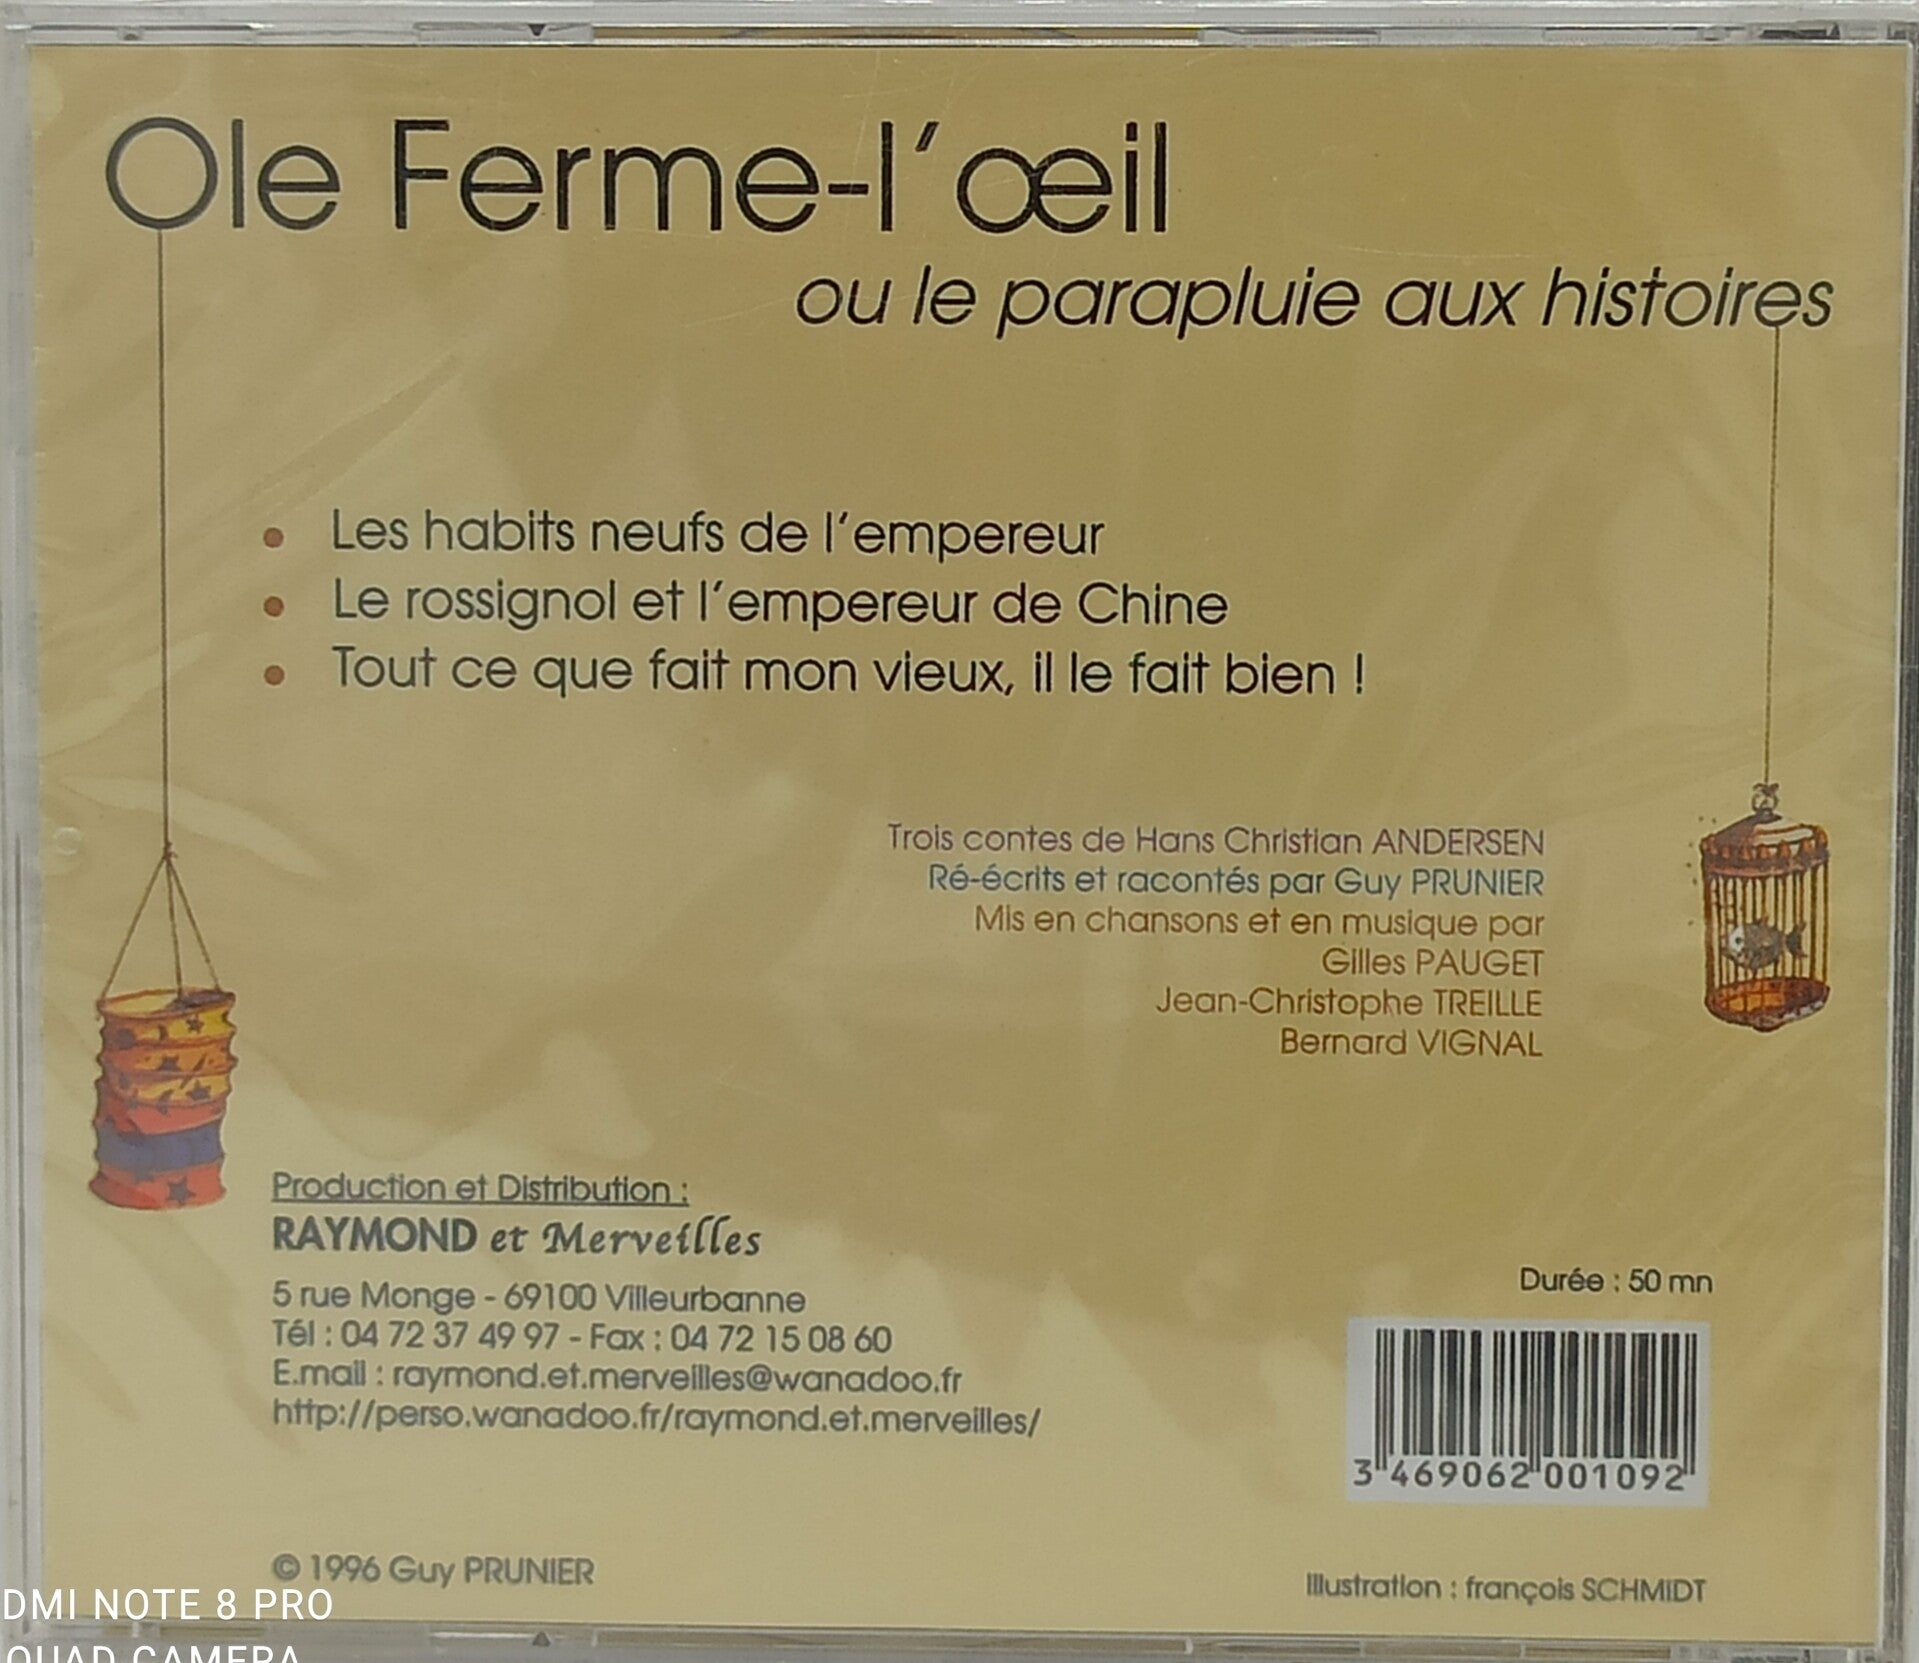 Ole Ferme-l'œil
ou le parapluie aux histoires
• Les habits neufs de l'empereur
• Le rossignol et l'empereur de Chine
• Tout ce que fait mon vieux, il le fait bien !
Trois contes de Hans Christian ANDERSEN
Ré-écrits et racontés par Guy PRUNIER
Mis en chansons et en musique par
Gilles PAUGET
Jean-Christophe TREILLE
Bernard VIGNAL
Production et Distribution :
RAYMOND et Merveilles
5 rue Monge - 69100 Villeurbanne
Tél : 04 72 37 49 97 - Fax : 04 72 15 08 60
E.mail : raymond.et.merveilles@wanadoo.fr
http://perso.wanadoo.fr/raymond.et.merveilles/
Durée : 50 mn
3 469062 001092
© 1996 Guy PRUNIER
Illustration : françois SCHMIDT
DMI NOTE 8 PRO
QUAD CAMERA